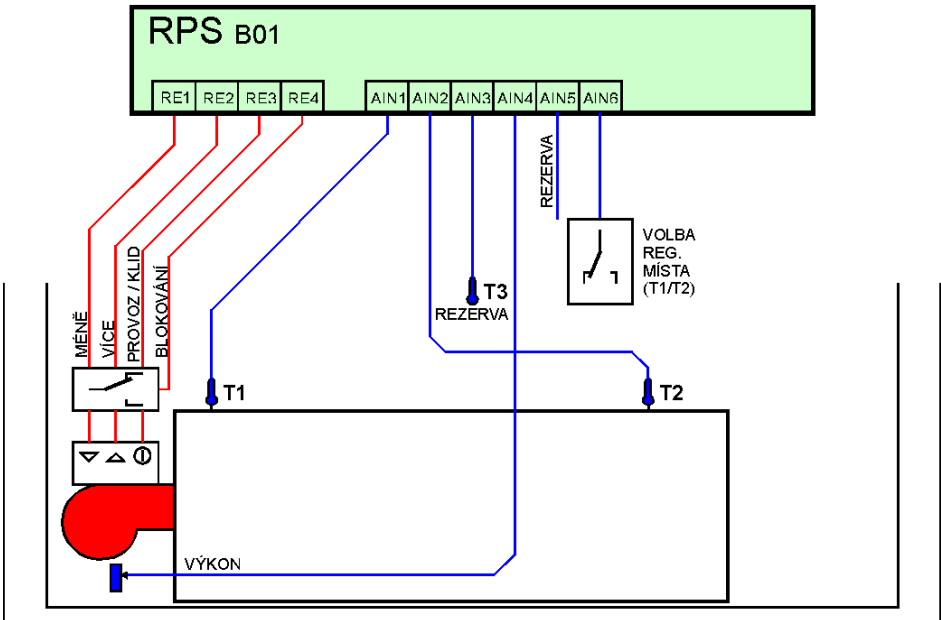 RPS B01
RE1 RE2 RE3 RE4 AIN1 AIN2 AIN3 AIN4 AIN5 AIN6
REZERVA
VOLBA
REG.
MÍSTA
(T1/T2)
MÉNĚ
VÍCE
PROVOZ / KLID
BLOKOVÁNÍ
T3
REZERVA
T1
T2
VÝKON